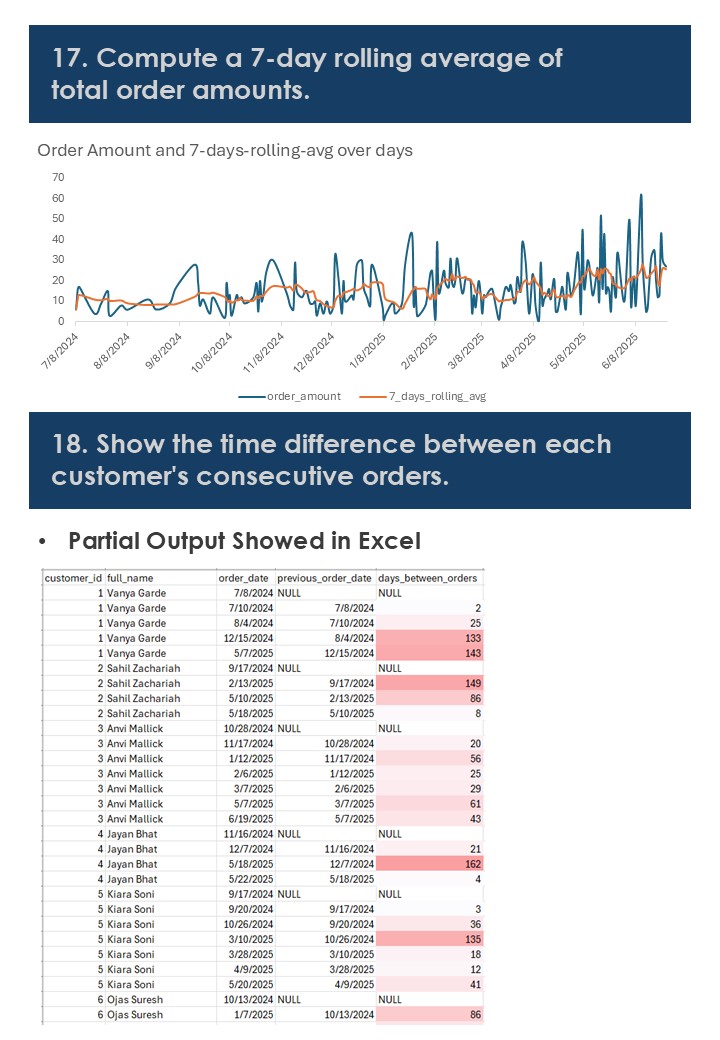 17. Compute a 7-day rolling average of
total order amounts.
Order Amount and 7-days-rolling-avg over days
70
60
50
40
30
20
10
0
7/8/2024 8/8/2024 9/8/2024 10/8/2024 11/8/2024 12/8/2024 1/8/2025 2/8/2025 3/8/2025 4/8/2025 5/8/2025 6/8/2025
order_amount 7_days_rolling_avg
18. Show the time difference between each
customer's consecutive orders.
• Partial Output Showed in Excel
customer_id full_name order_date previous_order_date days_between_orders
1 Vanya Garde 7/8/2024 NULL NULL
1 Vanya Garde 7/10/2024 7/8/2024 2
1 Vanya Garde 8/4/2024 7/10/2024 25
1 Vanya Garde 12/15/2024 8/4/2024 133
1 Vanya Garde 5/7/2025 12/15/2024 143
2 Sahil Zachariah 9/17/2024 NULL NULL
2 Sahil Zachariah 2/13/2025 9/17/2024 149
2 Sahil Zachariah 5/10/2025 2/13/2025 86
2 Sahil Zachariah 5/18/2025 5/10/2025 8
3 Anvi Mallick 10/28/2024 NULL NULL
3 Anvi Mallick 11/17/2024 10/28/2024 20
3 Anvi Mallick 1/12/2025 11/17/2024 56
3 Anvi Mallick 2/6/2025 1/12/2025 25
3 Anvi Mallick 3/7/2025 2/6/2025 29
3 Anvi Mallick 5/7/2025 3/7/2025 61
3 Anvi Mallick 6/19/2025 5/7/2025 43
4 Jayan Bhat 11/16/2024 NULL NULL
4 Jayan Bhat 12/7/2024 11/16/2024 21
4 Jayan Bhat 5/18/2025 12/7/2024 162
4 Jayan Bhat 5/22/2025 5/18/2025 4
5 Kiara Soni 9/17/2024 NULL NULL
5 Kiara Soni 9/20/2024 9/17/2024 3
5 Kiara Soni 10/26/2024 9/20/2024 36
5 Kiara Soni 3/10/2025 10/26/2024 135
5 Kiara Soni 3/28/2025 3/10/2025 18
5 Kiara Soni 4/9/2025 3/28/2025 12
5 Kiara Soni 5/20/2025 4/9/2025 41
6 Ojas Suresh 10/13/2024 NULL NULL
6 Ojas Suresh 1/7/2025 10/13/2024 86